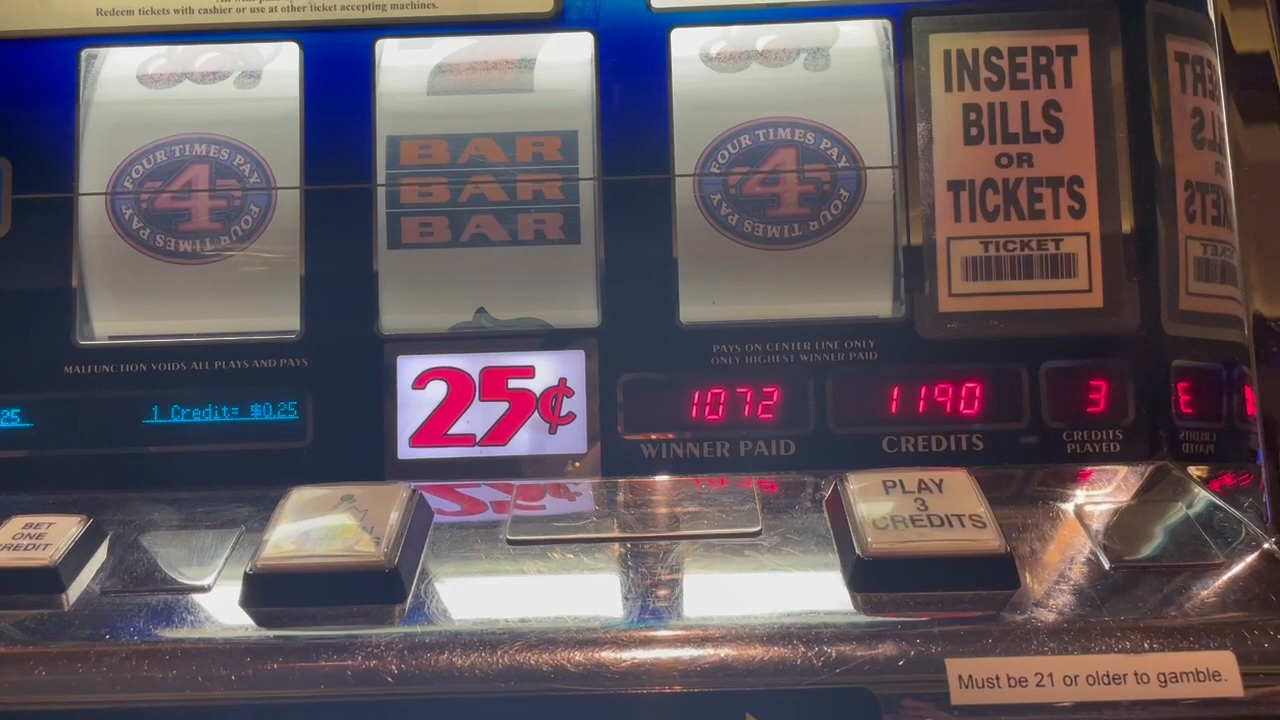 Redeem tickets with cashier or use at other ticket accepting machines.
FOUR TIMES PAY
4
FOUR TIMES PAY
BAR
BAR
BAR
FOUR TIMES PAY
4
FOUR TIMES PAY
INSERT
BILLS
OR
TICKETS
TICKET
MALFUNCTION VOIDS ALL PLAYS AND PAYS
PAYS ON CENTER LINE ONLY
ONLY HIGHEST WINNER PAID
25
1 Credit= $0.25
25¢
1072
WINNER PAID
1190
CREDITS
3
CREDITS
PLAYED
BET
ONE
CREDIT
PLAY
3
CREDITS
Must be 21 or older to gamble.